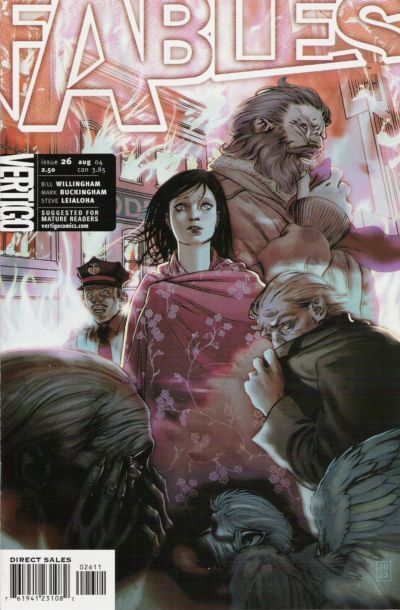 FABLES
VERTIGO
issue 26 aug 04
2.50 can 3.85
BILL WILLINGHAM
MARK BUCKINGHAM
STEVE LEIALOHA
SUGGESTED FOR
MATURE READERS
vertigocomics.com
DIRECT SALES
02611
7 61941 23108 2